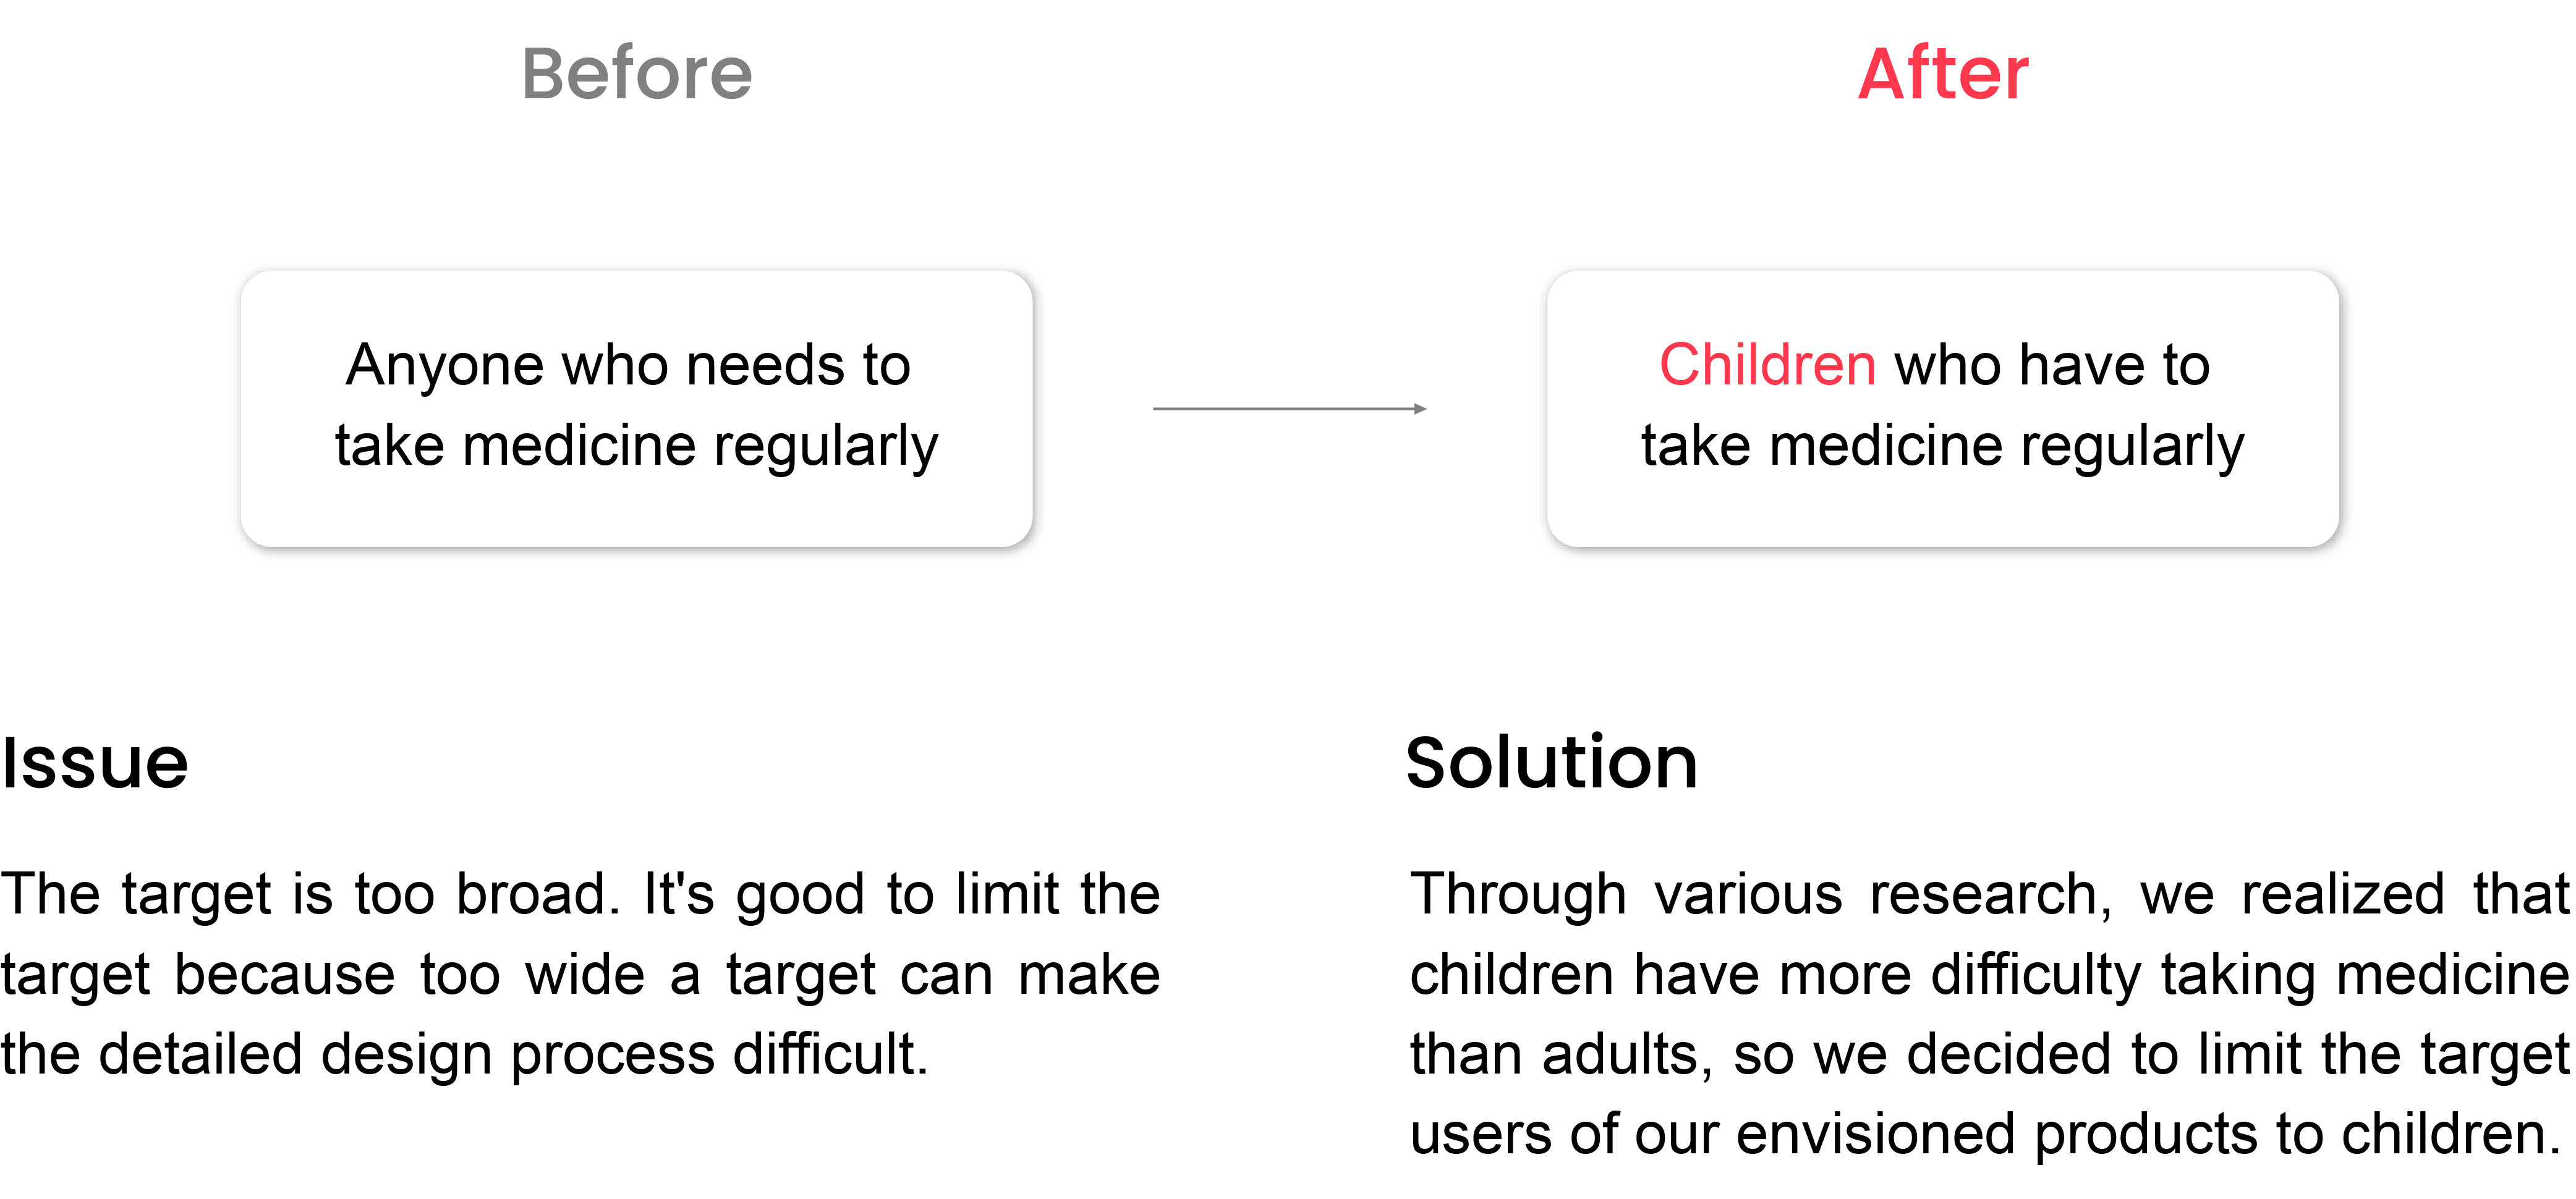 Before
After
Anyone who needs to
take medicine regularly
Children who have to
take medicine regularly
Issue
The target is too broad. It's good to limit the
target because too wide a target can make
the detailed design process difficult.
Solution
Through various research, we realized that
children have more difficulty taking medicine
than adults, so we decided to limit the target
users of our envisioned products to children.